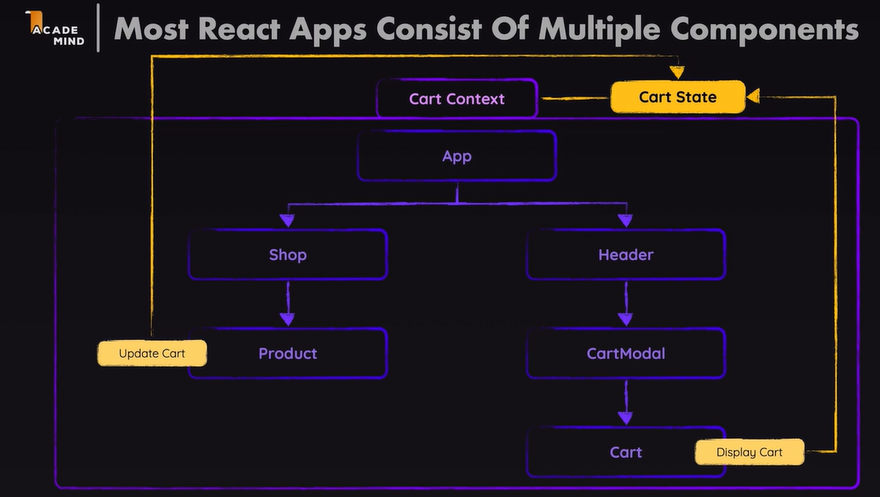 ACADE
MIND
Most React Apps Consist Of Multiple Components
Cart Context
Cart State
App
Shop
Header
Update Cart
Product
CartModal
Cart
Display Cart